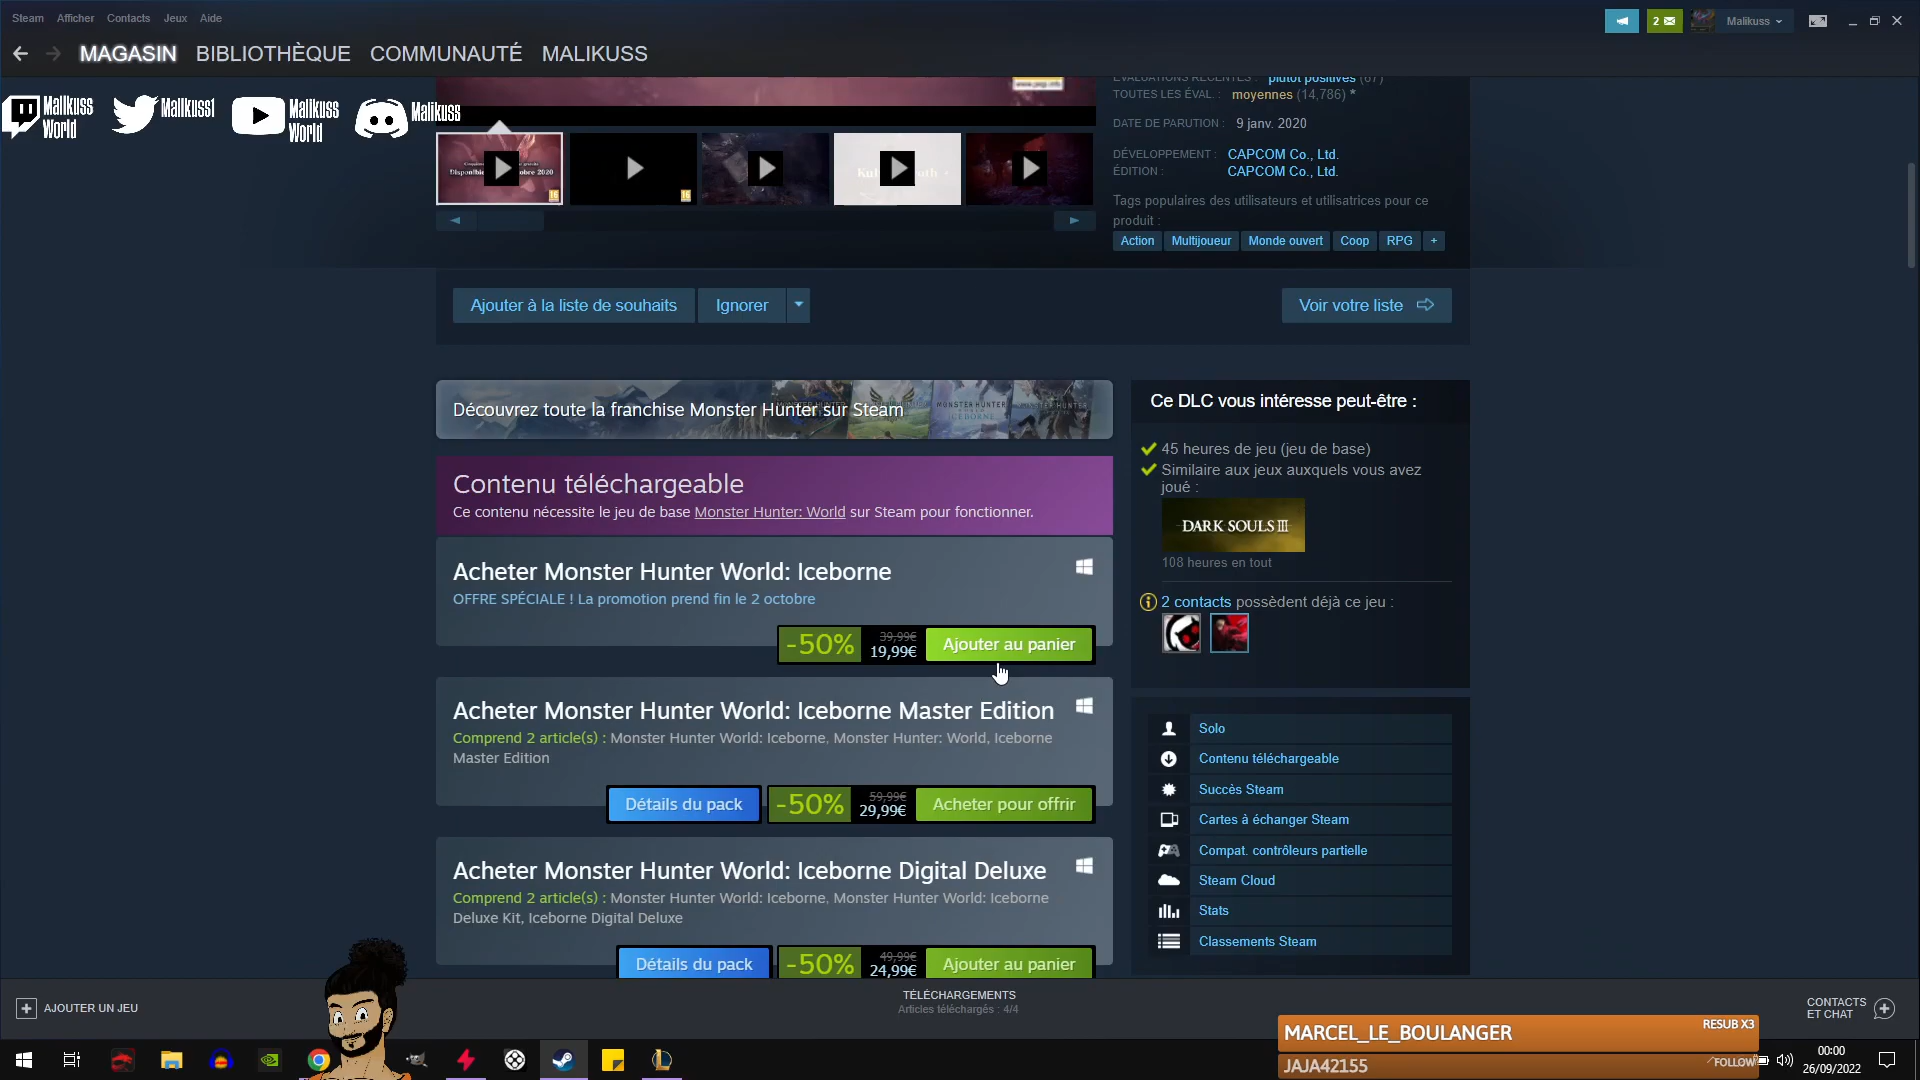 Steam Afficher Contacts Jeux Aide
2 Malikuss
MAGASIN BIBLIOTHÈQUE COMMUNAUTÉ MALIKUSS
Malikuss World
Malikuss1
Malikuss World
Malikuss
ÉVALUATIONS RÉCENTES : plutôt positives (67)
TOUTES LES ÉVAL. : moyennes (14,786) *
DATE DE PARUTION : 9 janv. 2020
DÉVELOPPEMENT : CAPCOM Co., Ltd.
ÉDITION : CAPCOM Co., Ltd.
Tags populaires des utilisateurs et utilisatrices pour ce
produit :
Action Multijoueur Monde ouvert Coop RPG +
Ajouter à la liste de souhaits Ignorer Voir votre liste
Découvrez toute la franchise Monster Hunter sur Steam
Contenu téléchargeable
Ce contenu nécessite le jeu de base Monster Hunter: World sur Steam pour fonctionner.
Acheter Monster Hunter World: Iceborne
OFFRE SPÉCIALE ! La promotion prend fin le 2 octobre
-50% 39,99€ 19,99€ Ajouter au panier
Acheter Monster Hunter World: Iceborne Master Edition
Comprend 2 article(s) : Monster Hunter World: Iceborne, Monster Hunter: World, Iceborne
Master Edition
Détails du pack -50% 59,99€ 29,99€ Acheter pour offrir
Acheter Monster Hunter World: Iceborne Digital Deluxe
Comprend 2 article(s) : Monster Hunter World: Iceborne, Monster Hunter World: Iceborne
Deluxe Kit, Iceborne Digital Deluxe
Détails du pack -50% 49,99€ 24,99€ Ajouter au panier
Ce DLC vous intéresse peut-être :
45 heures de jeu (jeu de base)
Similaire aux jeux auxquels vous avez
joué :
DARK SOULS III
108 heures en tout
2 contacts possèdent déjà ce jeu :
Solo
Contenu téléchargeable
Succès Steam
Cartes à échanger Steam
Compat. contrôleurs partielle
Steam Cloud
Stats
Classements Steam
AJOUTER UN JEU
TÉLÉCHARGEMENTS
Articles téléchargés : 4/4
CONTACTS
ET CHAT
MARCEL_LE_BOULANGER RESUB X3
JAJA42155 FOLLOW
00:00
26/09/2022